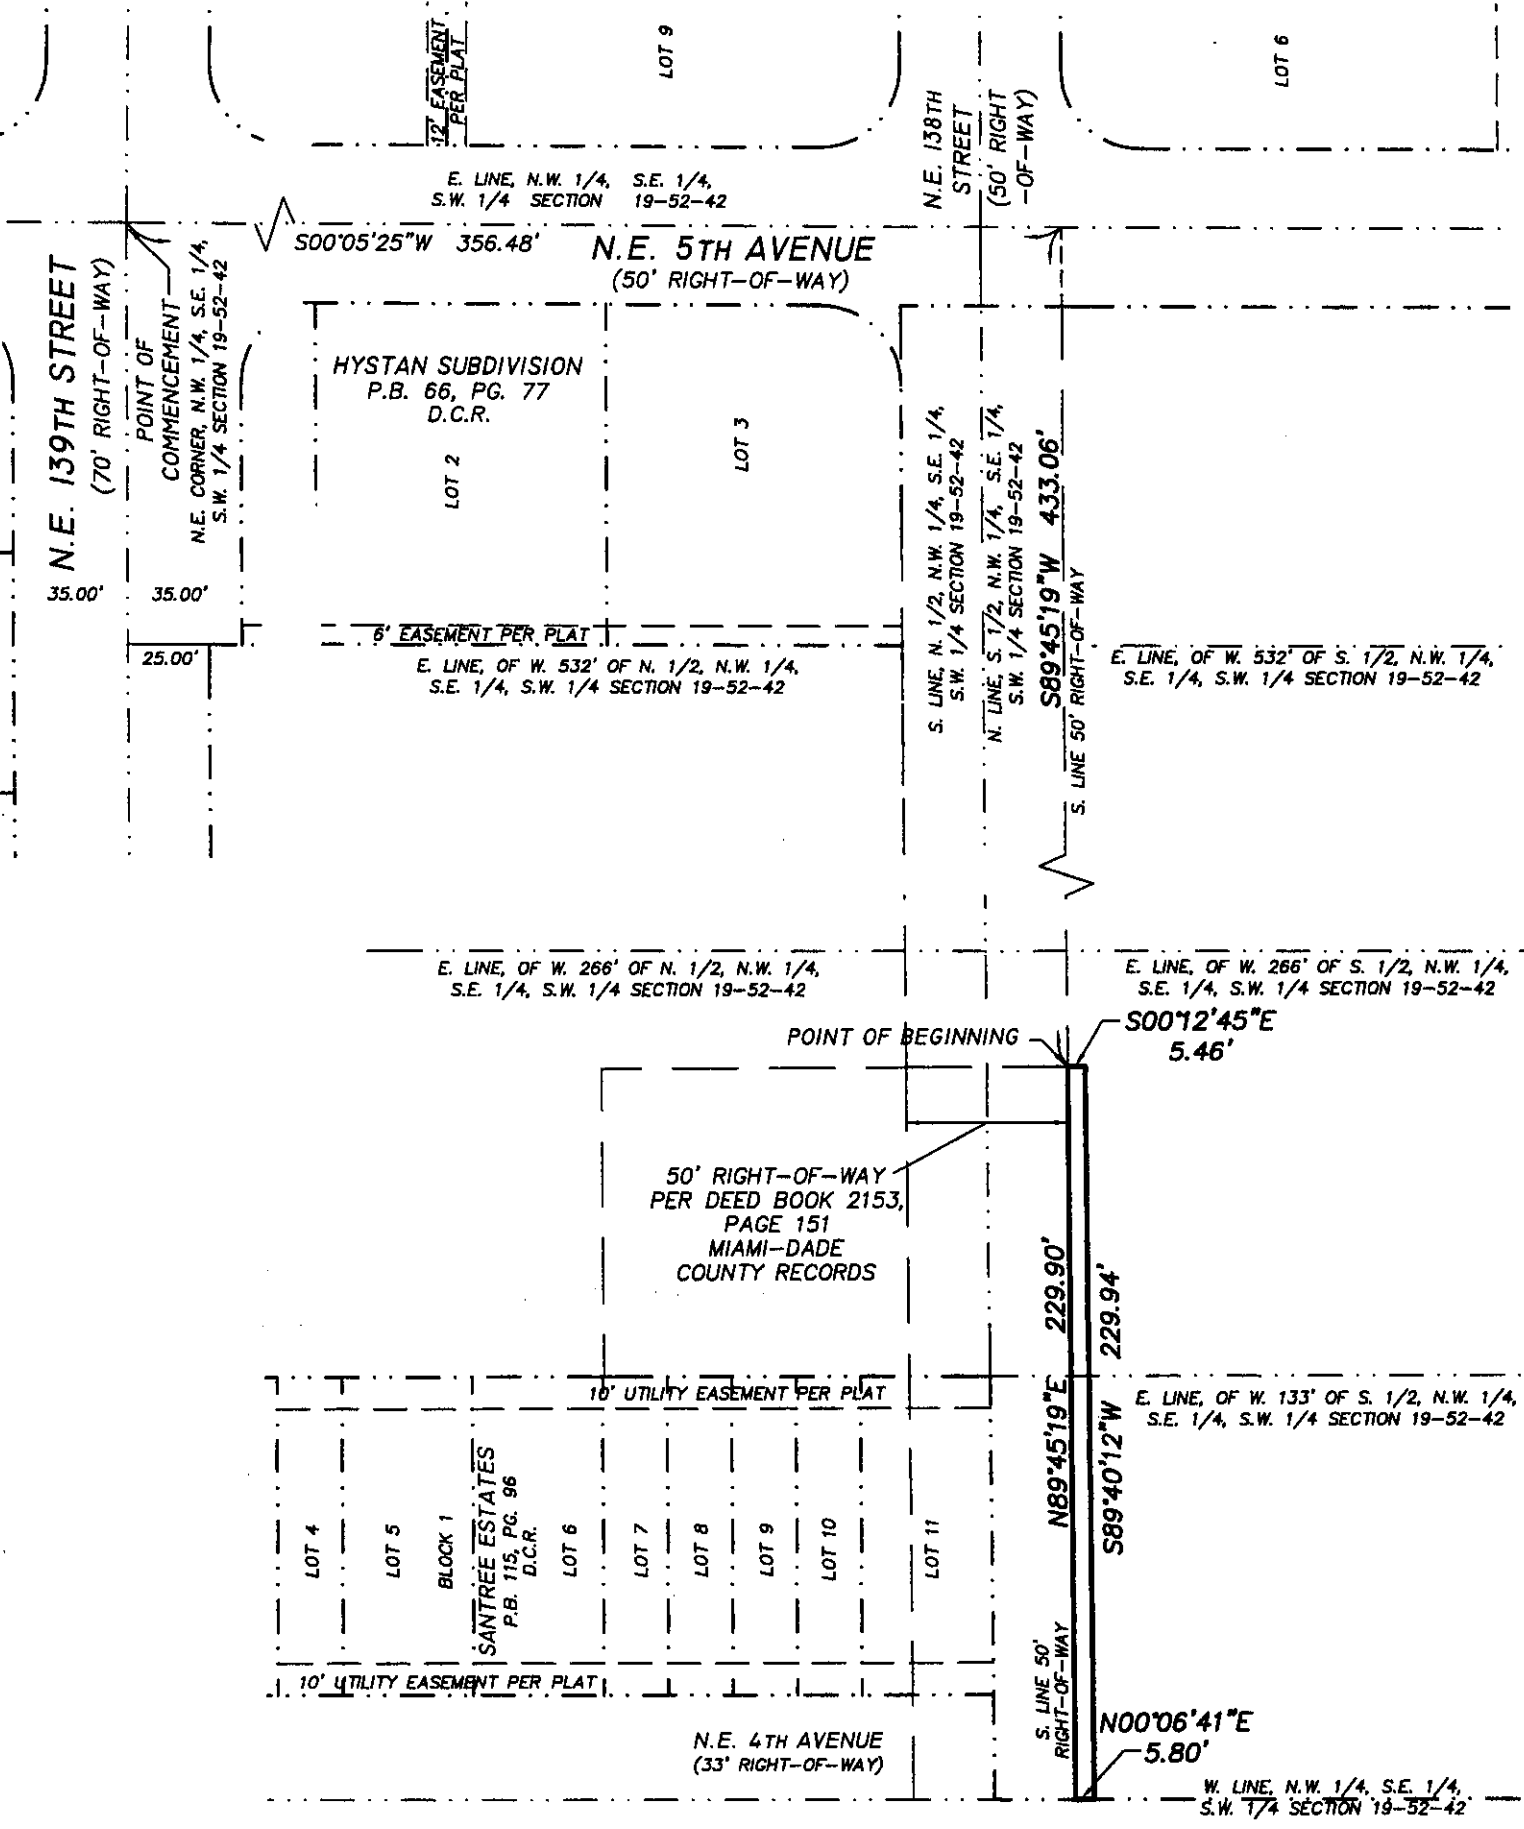 12' EASEMENT
PER PLAT
LOT 9
LOT 6
N.E. 138TH
STREET
(50' RIGHT
-OF-WAY)
E. LINE, N.W. 1/4, S.E. 1/4,
S.W. 1/4 SECTION 19-52-42
S00°05'25"W 356.48'
N.E. 5TH AVENUE
(50' RIGHT-OF-WAY)
N.E. 139TH STREET
(70' RIGHT-OF-WAY)
POINT OF
COMMENCEMENT
N.E. CORNER, N.W. 1/4, S.E. 1/4,
S.W. 1/4 SECTION 19-52-42
HYSTAN SUBDIVISION
P.B. 66, PG. 77
D.C.R.
LOT 2
LOT 3
S. LINE, N. 1/2, N.W. 1/4, S.E. 1/4,
S.W. 1/4 SECTION 19-52-42
N. LINE, S. 1/2, N.W. 1/4, S.E. 1/4,
S.W. 1/4 SECTION 19-52-42
S89°45'19"W 433.06'
S. LINE 50' RIGHT-OF-WAY
35.00'
35.00'
25.00'
6' EASEMENT PER PLAT
E. LINE, OF W. 532' OF N. 1/2, N.W. 1/4,
S.E. 1/4, S.W. 1/4 SECTION 19-52-42
E. LINE, OF W. 532' OF S. 1/2, N.W. 1/4,
S.E. 1/4, S.W. 1/4 SECTION 19-52-42
E. LINE, OF W. 266' OF N. 1/2, N.W. 1/4,
S.E. 1/4, S.W. 1/4 SECTION 19-52-42
E. LINE, OF W. 266' OF S. 1/2, N.W. 1/4,
S.E. 1/4, S.W. 1/4 SECTION 19-52-42
POINT OF BEGINNING
S00°12'45"E
5.46'
50' RIGHT-OF-WAY
PER DEED BOOK 2153,
PAGE 151
MIAMI-DADE
COUNTY RECORDS
N89°45'19"E 229.90'
S89°40'12"W 229.94'
10' UTILITY EASEMENT PER PLAT
E. LINE, OF W. 133' OF S. 1/2, N.W. 1/4,
S.E. 1/4, S.W. 1/4 SECTION 19-52-42
LOT 4
LOT 5
BLOCK 1
SANTREE ESTATES
P.B. 115, PG. 96
D.C.R.
LOT 6
LOT 7
LOT 8
LOT 9
LOT 10
LOT 11
10' UTILITY EASEMENT PER PLAT
S. LINE 50'
RIGHT-OF-WAY
N.E. 4TH AVENUE
(33' RIGHT-OF-WAY)
N00°06'41"E
5.80'
W. LINE, N.W. 1/4, S.E. 1/4,
S.W. 1/4 SECTION 19-52-42